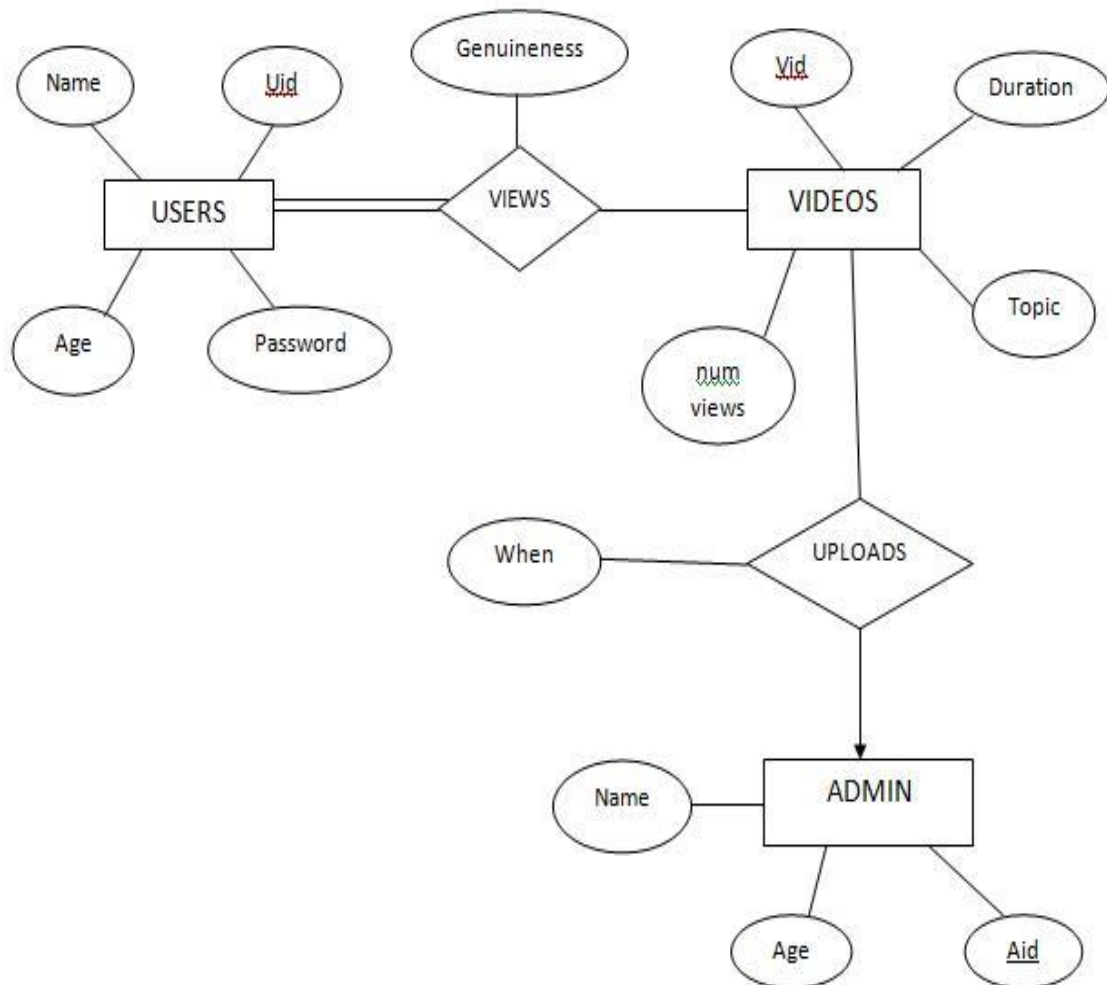 Genuineness
Name
Uid
Vid
Duration
USERS
VIEWS
VIDEOS
Age
Password
num
views
Topic
When
UPLOADS
Name
ADMIN
Age
Aid